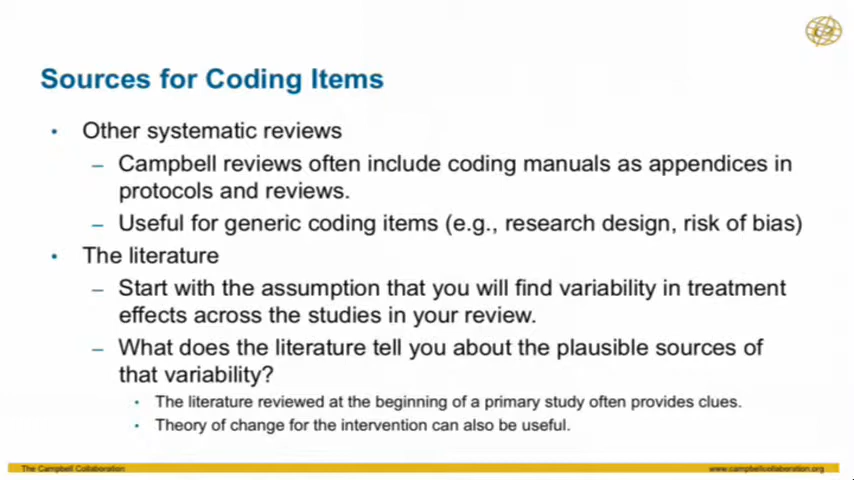 Sources for Coding Items
• Other systematic reviews
– Campbell reviews often include coding manuals as appendices in
protocols and reviews.
– Useful for generic coding items (e.g., research design, risk of bias)
• The literature
– Start with the assumption that you will find variability in treatment
effects across the studies in your review.
– What does the literature tell you about the plausible sources of
that variability?
• The literature reviewed at the beginning of a primary study often provides clues.
• Theory of change for the intervention can also be useful.
The Campbell Collaboration
www.campbellcollaboration.org